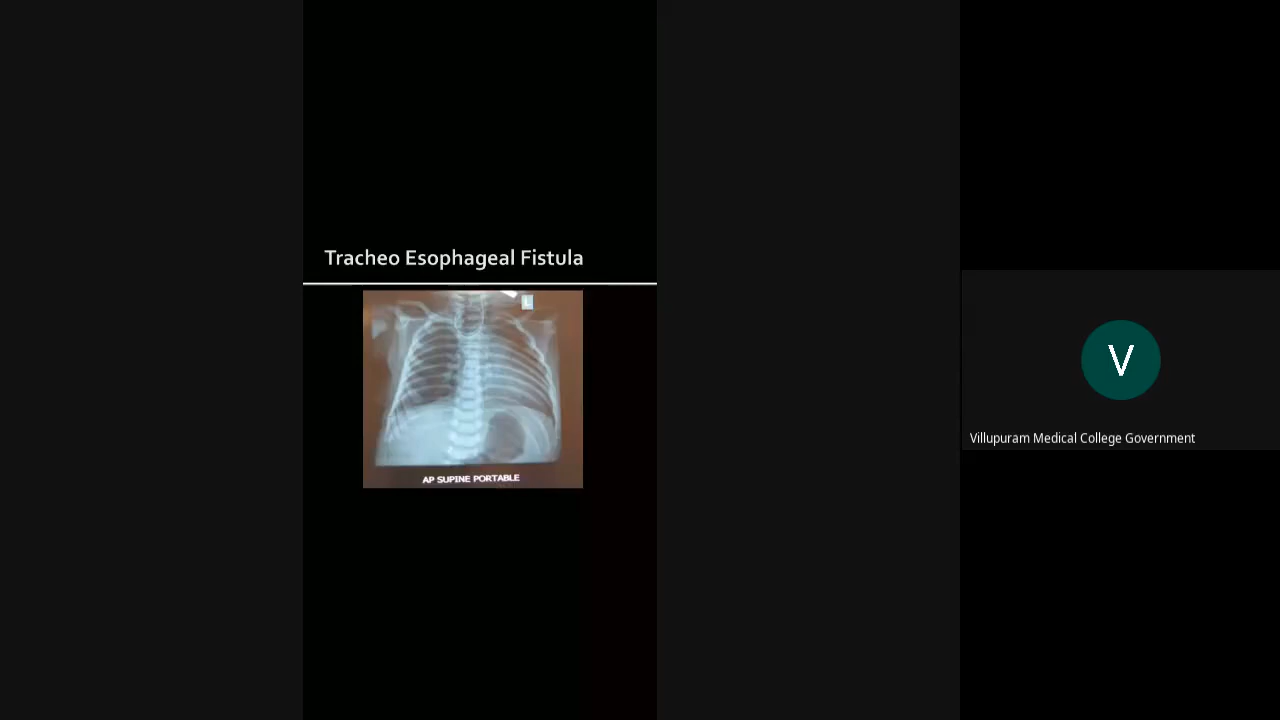 Tracheo Esophageal Fistula
L
AP SUPINE PORTABLE
V
Villupuram Medical College Government